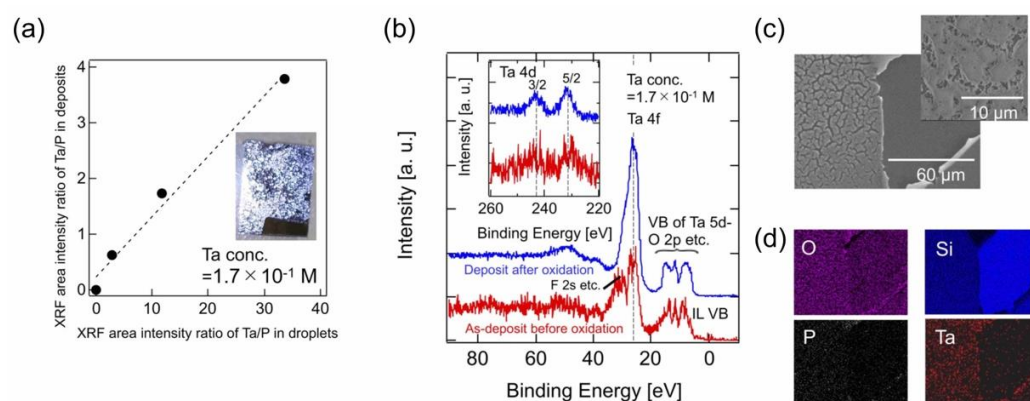 (a)
XRF area intensity ratio of Ta/P in deposits
4
3
2
1
0
Ta conc.
=1.7×10⁻¹ M
0 10 20 30 40
XRF area intensity ratio of Ta/P in droplets
(b)
Intensity [a. u.]
Ta 4d
3/2
5/2
Intensity [a. u.]
260 240 220
Binding Energy [eV]
Ta conc.
=1.7×10⁻¹ M
Ta 4f
VB of Ta 5d-
O 2p etc.
Deposit after oxidation
F 2s etc.
IL VB
As-deposit before oxidation
80 60 40 20 0
Binding Energy [eV]
(c)
10 μm
60 μm
(d)
O
Si
P
Ta